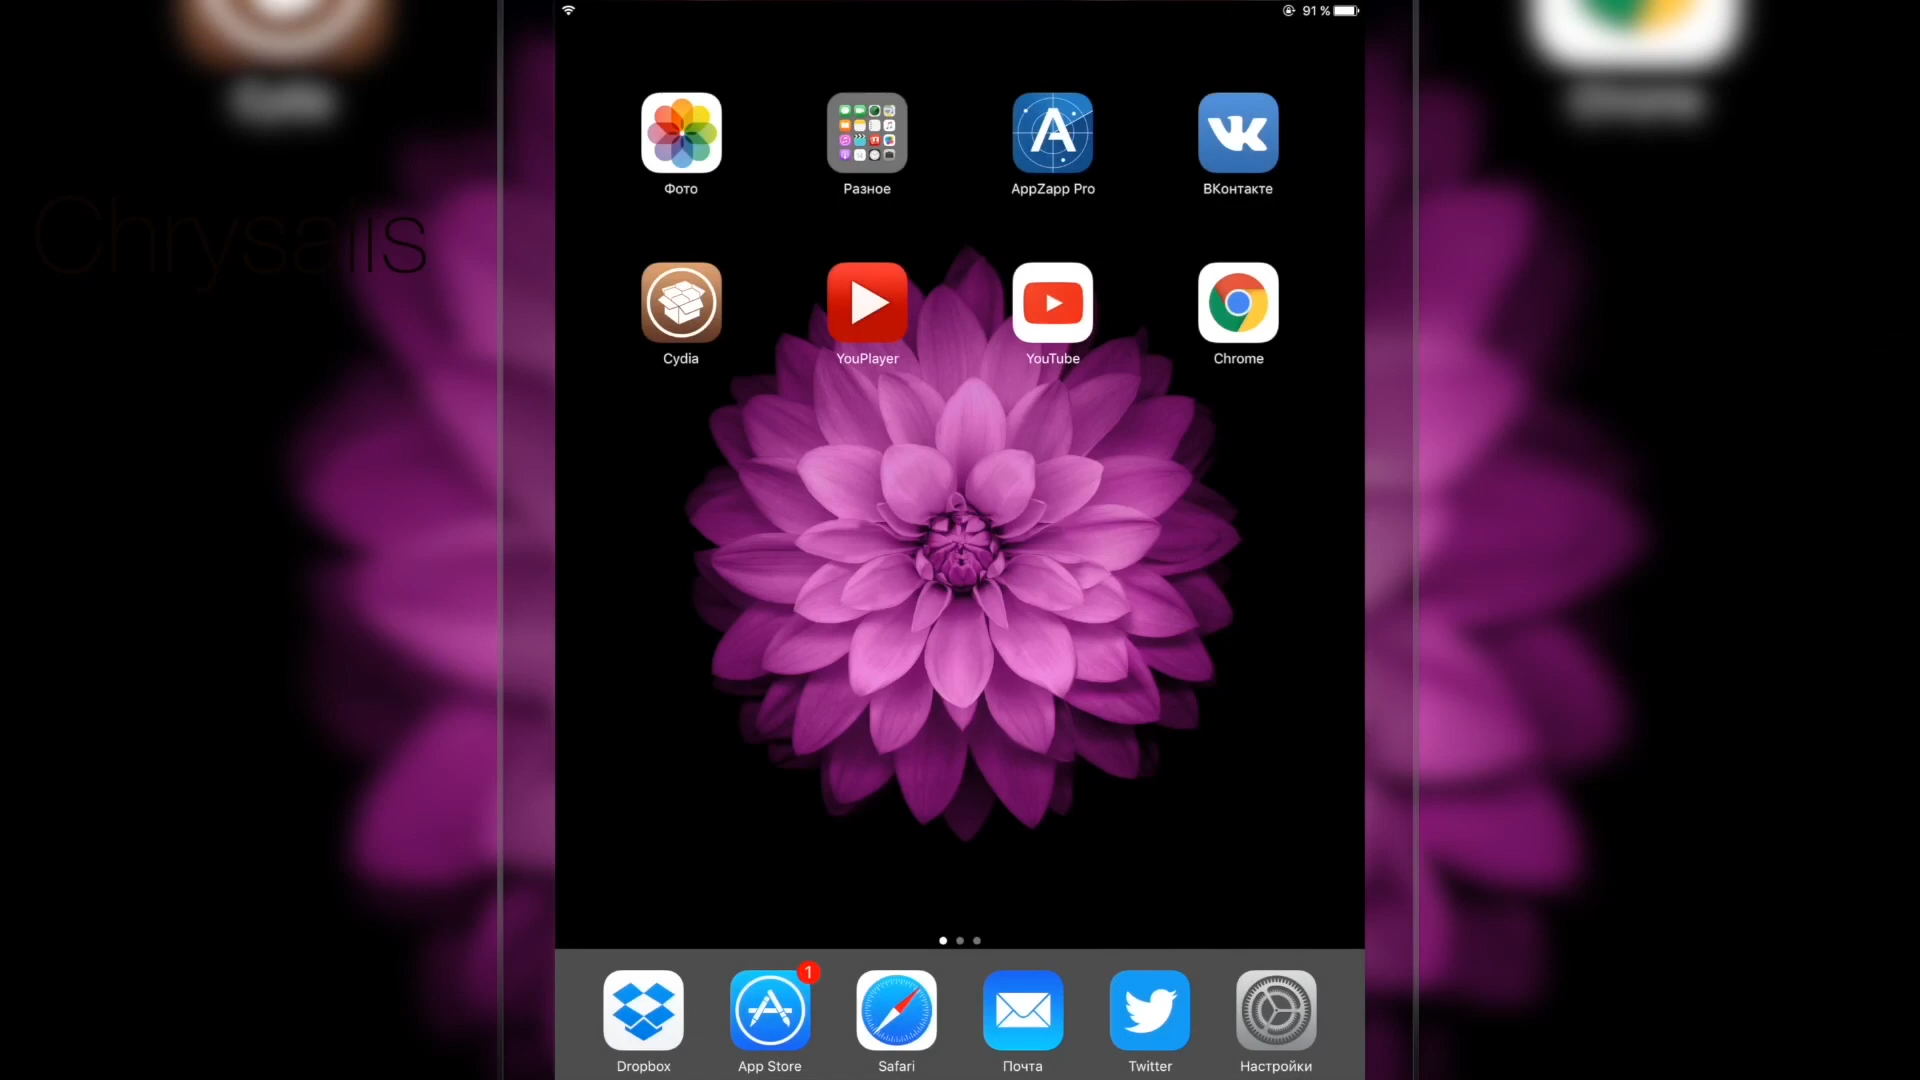 91 %
Фото
Разное
AppZapp Pro
ВКонтакте
Chrysalis
Cydia
YouPlayer
YouTube
Chrome
1
Dropbox
App Store
Safari
Почта
Twitter
Настройки